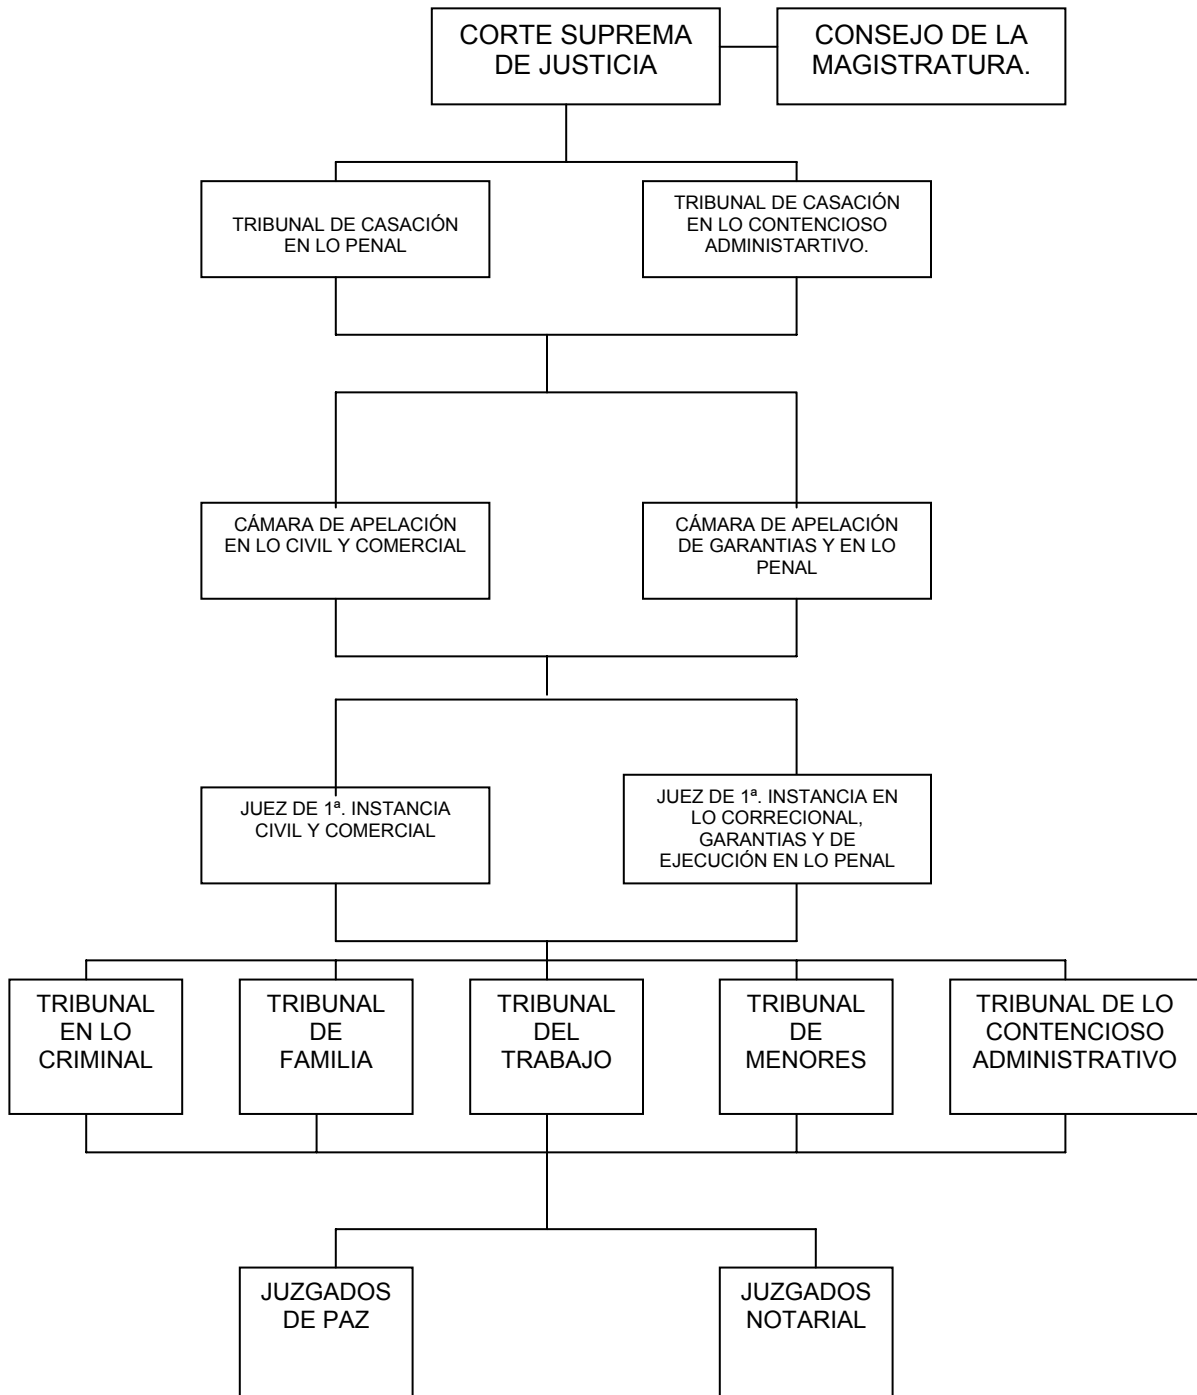 CORTE SUPREMA
DE JUSTICIA
CONSEJO DE LA
MAGISTRATURA.
TRIBUNAL DE CASACIÓN
EN LO PENAL
TRIBUNAL DE CASACIÓN
EN LO CONTENCIOSO
ADMINISTARTIVO.
CÁMARA DE APELACIÓN
EN LO CIVIL Y COMERCIAL
CÁMARA DE APELACIÓN
DE GARANTIAS Y EN LO
PENAL
JUEZ DE 1ª. INSTANCIA
CIVIL Y COMERCIAL
JUEZ DE 1ª. INSTANCIA EN
LO CORRECIONAL,
GARANTIAS Y DE
EJECUCIÓN EN LO PENAL
TRIBUNAL
EN LO
CRIMINAL
TRIBUNAL
DE
FAMILIA
TRIBUNAL
DEL
TRABAJO
TRIBUNAL
DE
MENORES
TRIBUNAL DE LO
CONTENCIOSO
ADMINISTRATIVO
JUZGADOS
DE PAZ
JUZGADOS
NOTARIAL